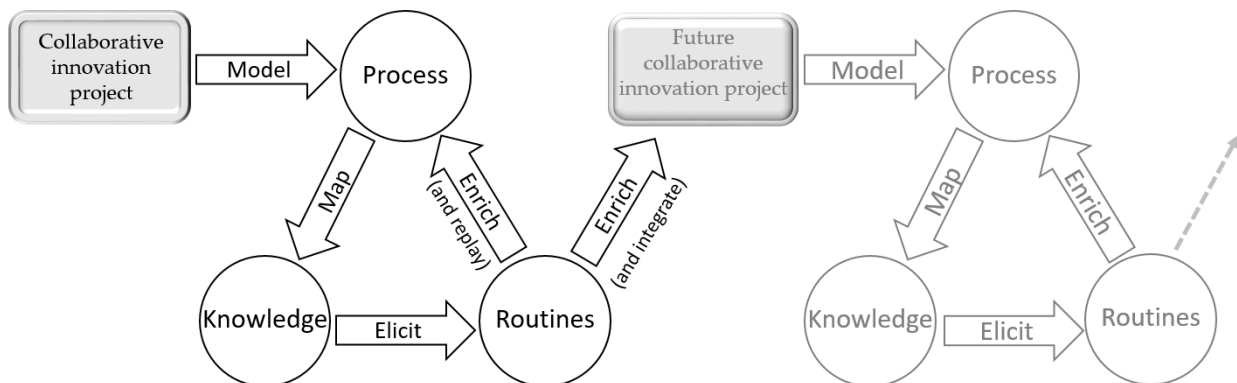 Collaborative
innovation
project
Model
Process
Map
Enrich
(and replay)
Enrich
(and integrate)
Knowledge
Elicit
Routines
Future
collaborative
innovation project
Model
Process
Map
Enrich
Knowledge
Elicit
Routines